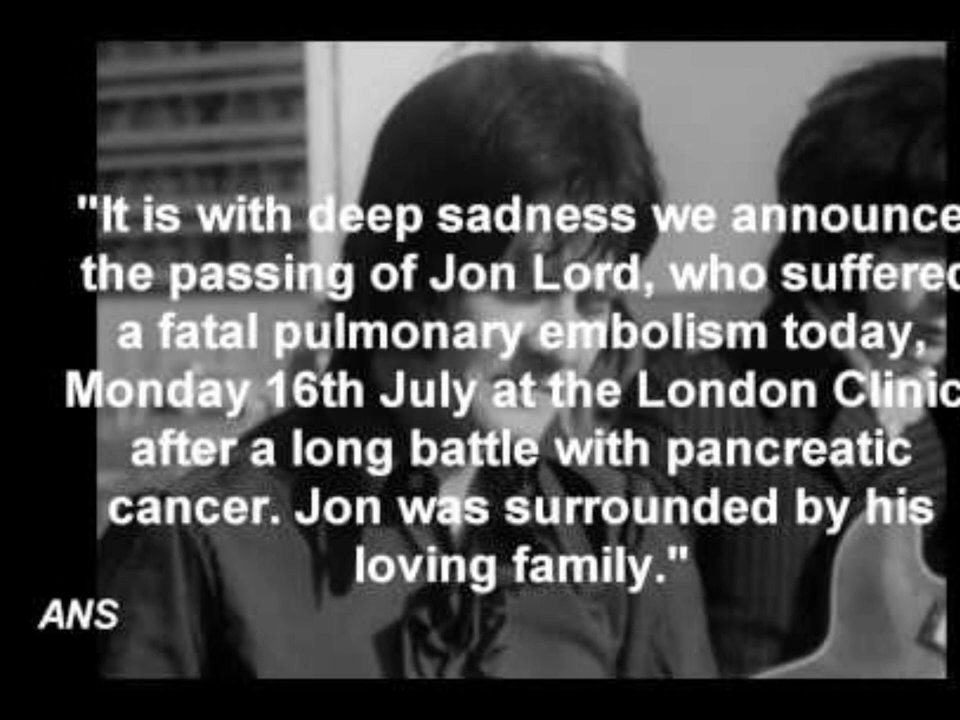 "It is with deep sadness we announce
the passing of Jon Lord, who suffered
a fatal pulmonary embolism today,
Monday 16th July at the London Clinic
after a long battle with pancreatic
cancer. Jon was surrounded by his
loving family."
ANS